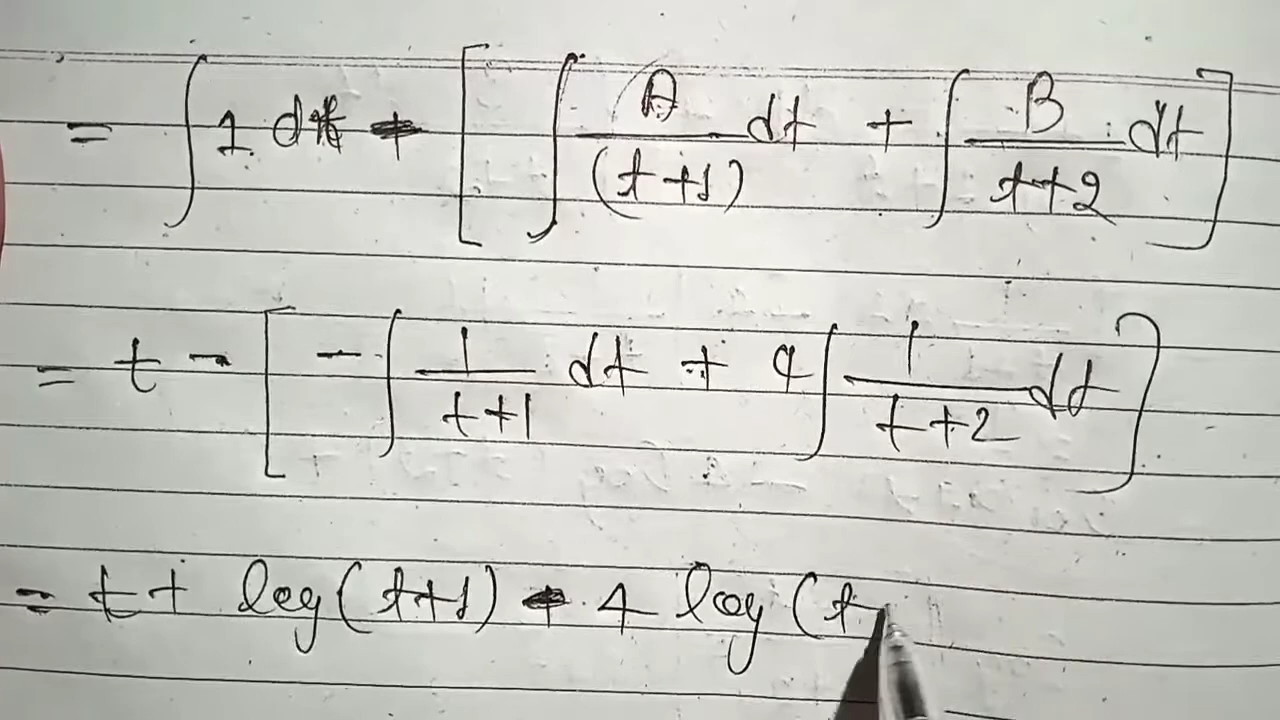 = ∫ 1 dt - [ ∫ A/(t+1) dt + ∫ B/t+2 dt ]
= t - [ - ∫ 1/t+1 dt + 4 ∫ 1/t+2 dt ]
= t + log(t+1) - 4 log(t